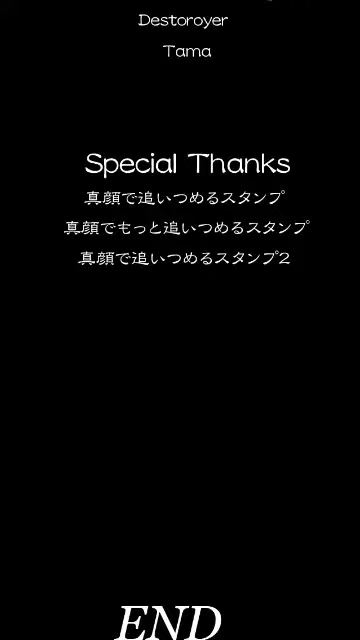 Destoroyer
Tama
Special Thanks
真顔で追いつめるスタンプ
真顔でもっと追いつめるスタンプ
真顔で追いつめるスタンプ2
END